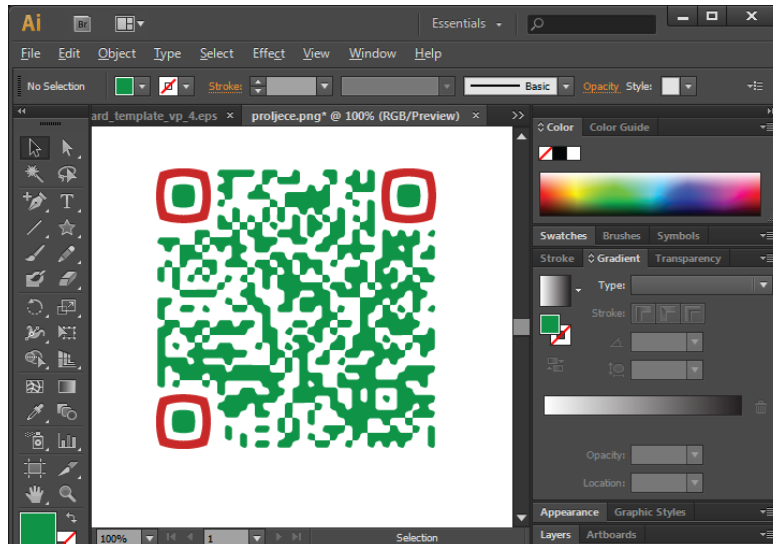 Ai Br Essentials
File Edit Object Type Select Effect View Window Help
No Selection Stroke: Basic Opacity Style:
ard_template_vp_4.eps × proljece.png* @ 100% (RGB/Preview) ×
Color Color Guide
Swatches Brushes Symbols
Stroke Gradient Transparency
Type:
Stroke:
Opacity:
Location:
Appearance Graphic Styles
Layers Artboards
100% 1 Selection